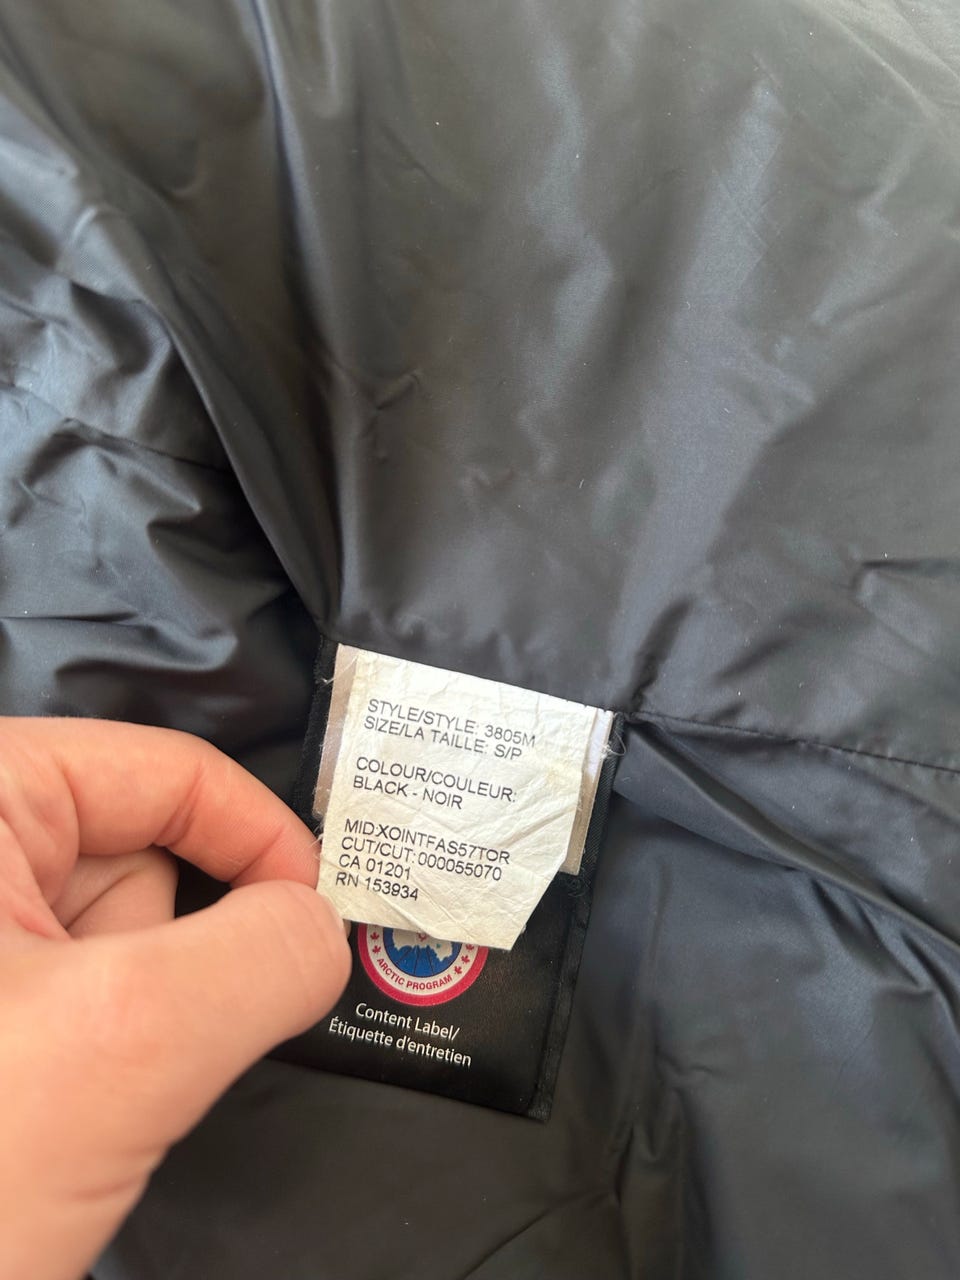 STYLE/STYLE: 3805M
SIZE/LA TAILLE: S/P
COLOUR/COULEUR:
BLACK - NOIR
MID:XOINTFAS57TOR
CUT/CUT: 000055070
CA 01201
RN 153934
ARCTIC PROGRAM
Content Label/
Étiquette d'entretien